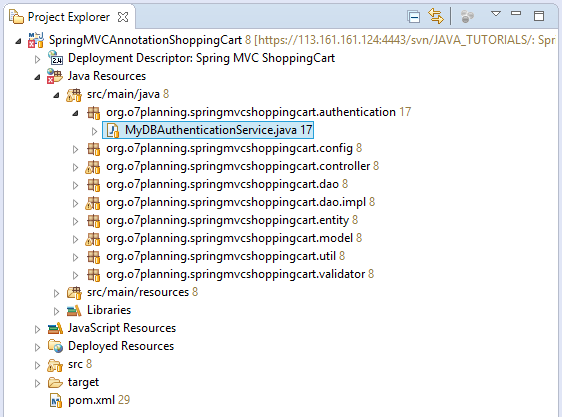 Project Explorer
SpringMVCAnnotationShoppingCart 8 [https://113.161.161.124:4443/svn/JAVA_TUTORIALS/: Spr
Deployment Descriptor: Spring MVC ShoppingCart
Java Resources
src/main/java 8
org.o7planning.springmvcshoppingcart.authentication 17
MyDBAuthenticationService.java 17
org.o7planning.springmvcshoppingcart.config 8
org.o7planning.springmvcshoppingcart.controller 8
org.o7planning.springmvcshoppingcart.dao 8
org.o7planning.springmvcshoppingcart.dao.impl 8
org.o7planning.springmvcshoppingcart.entity 8
org.o7planning.springmvcshoppingcart.model 8
org.o7planning.springmvcshoppingcart.util 8
org.o7planning.springmvcshoppingcart.validator 8
src/main/resources 8
Libraries
JavaScript Resources
Deployed Resources
src 8
target
pom.xml 29